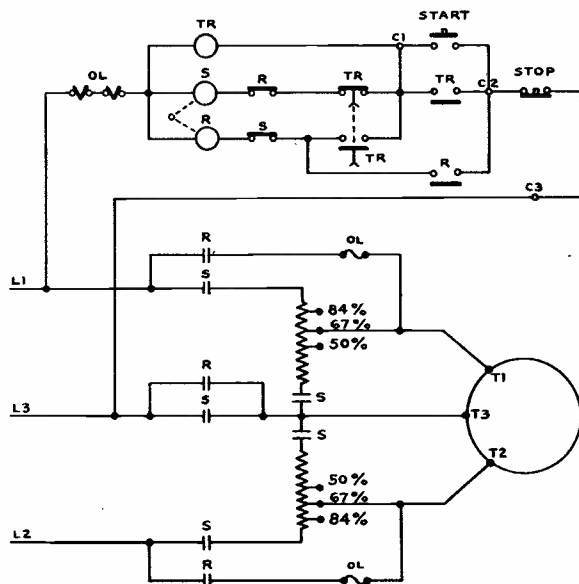 START
TR
C1
OL
S
R
TR
TR
C2
STOP
R
S
TR
R
C3
R
OL
L1
S
84%
67%
50%
T1
R
S
L3
S
T3
S
T2
50%
67%
84%
L2
S
R
OL